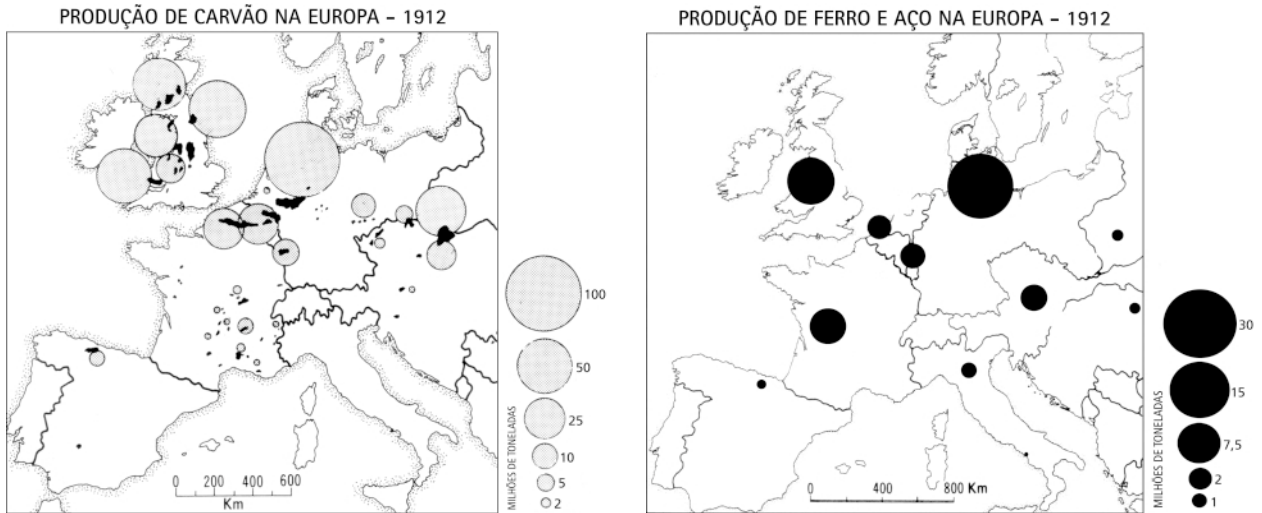 PRODUÇÃO DE CARVÃO NA EUROPA – 1912
100
50
25
10
5
2
MILHÕES DE TONELADAS
0 200 400 600
Km
PRODUÇÃO DE FERRO E AÇO NA EUROPA – 1912
30
15
7,5
2
1
MILHÕES DE TONELADAS
0 400 800 Km